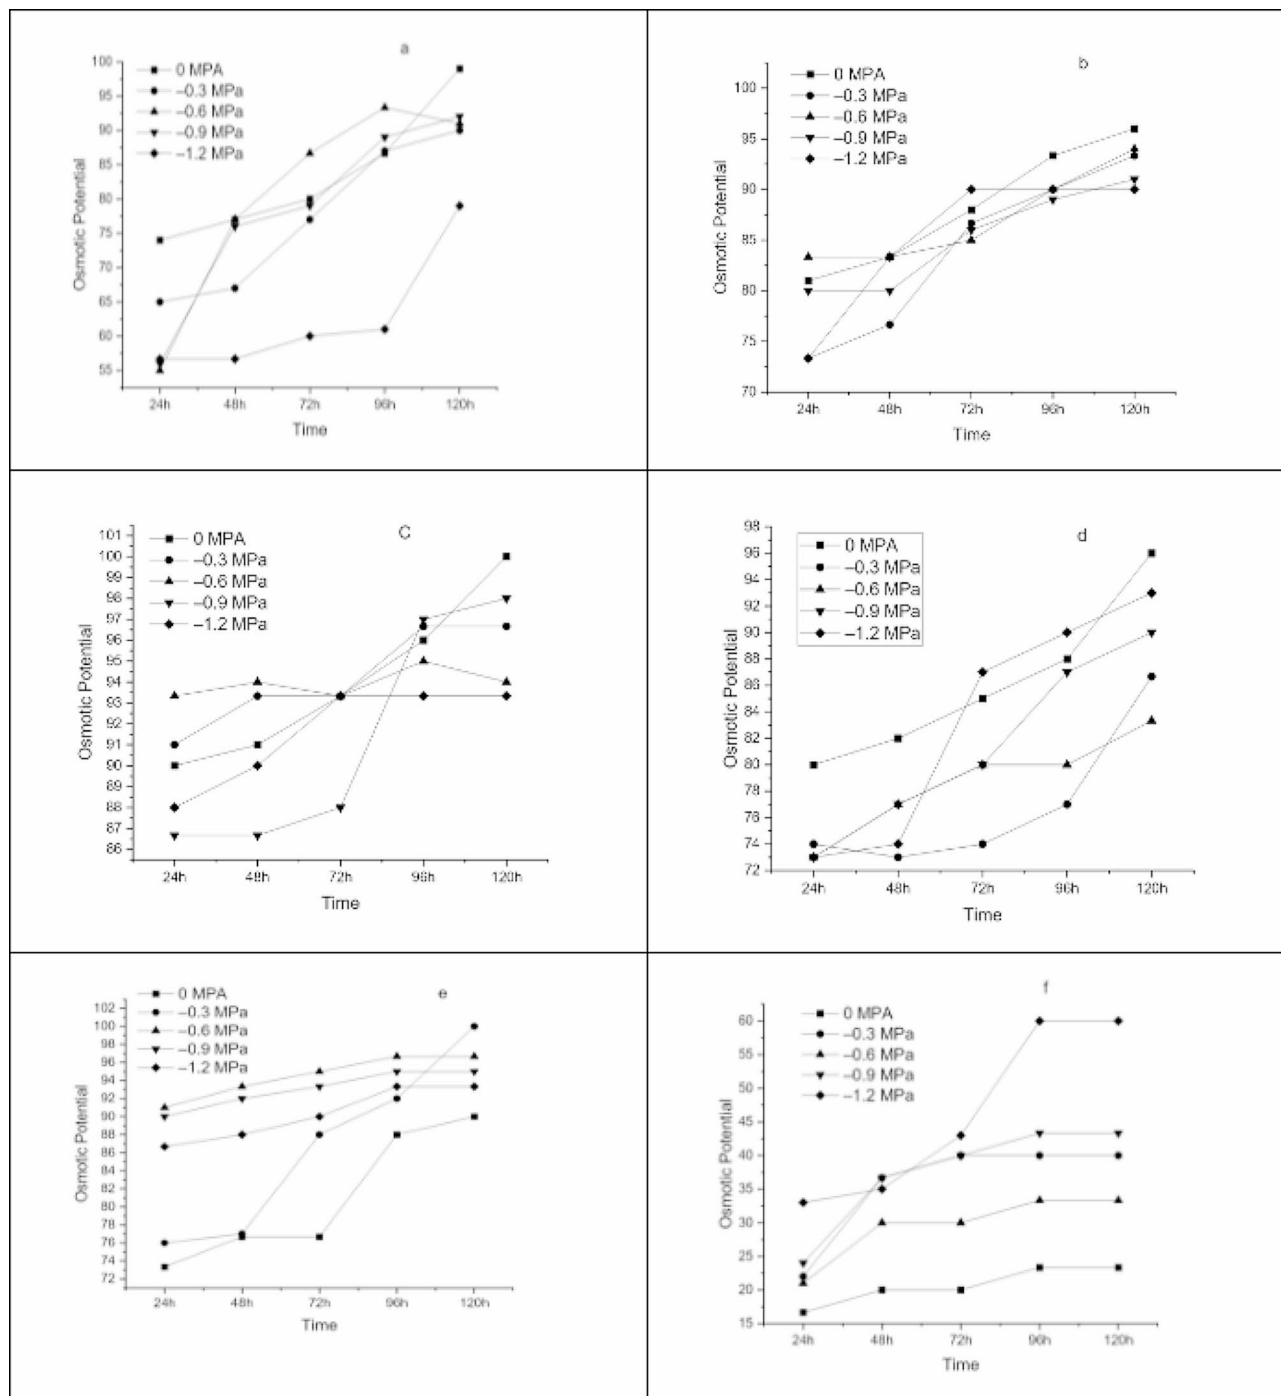 a
100
95
90
85
80
75
70
65
60
55
Osmotic Potential
0 MPA
–0.3 MPa
–0.6 MPa
–0.9 MPa
–1.2 MPa
24h 48h 72h 96h 120h
Time
b
100
95
90
85
80
75
70
Osmotic Potential
0 MPA
–0.3 MPa
–0.6 MPa
–0.9 MPa
–1.2 MPa
24h 48h 72h 96h 120h
Time
C
101
100
99
98
97
96
95
94
93
92
91
90
89
88
87
86
Osmotic Potential
0 MPA
–0.3 MPa
–0.6 MPa
–0.9 MPa
–1.2 MPa
24h 48h 72h 96h 120h
Time
d
98
96
94
92
90
88
86
84
82
80
78
76
74
72
Osmotic Potential
0 MPA
–0.3 MPa
–0.6 MPa
–0.9 MPa
–1.2 MPa
24h 48h 72h 96h 120h
Time
e
102
100
98
96
94
92
90
88
86
84
82
80
78
76
74
72
Osmotic Potential
0 MPA
–0.3 MPa
–0.6 MPa
–0.9 MPa
–1.2 MPa
24h 48h 72h 96h 120h
Time
f
60
55
50
45
40
35
30
25
20
15
Osmotic Potential
0 MPA
–0.3 MPa
–0.6 MPa
–0.9 MPa
–1.2 MPa
24h 48h 72h 96h 120h
Time